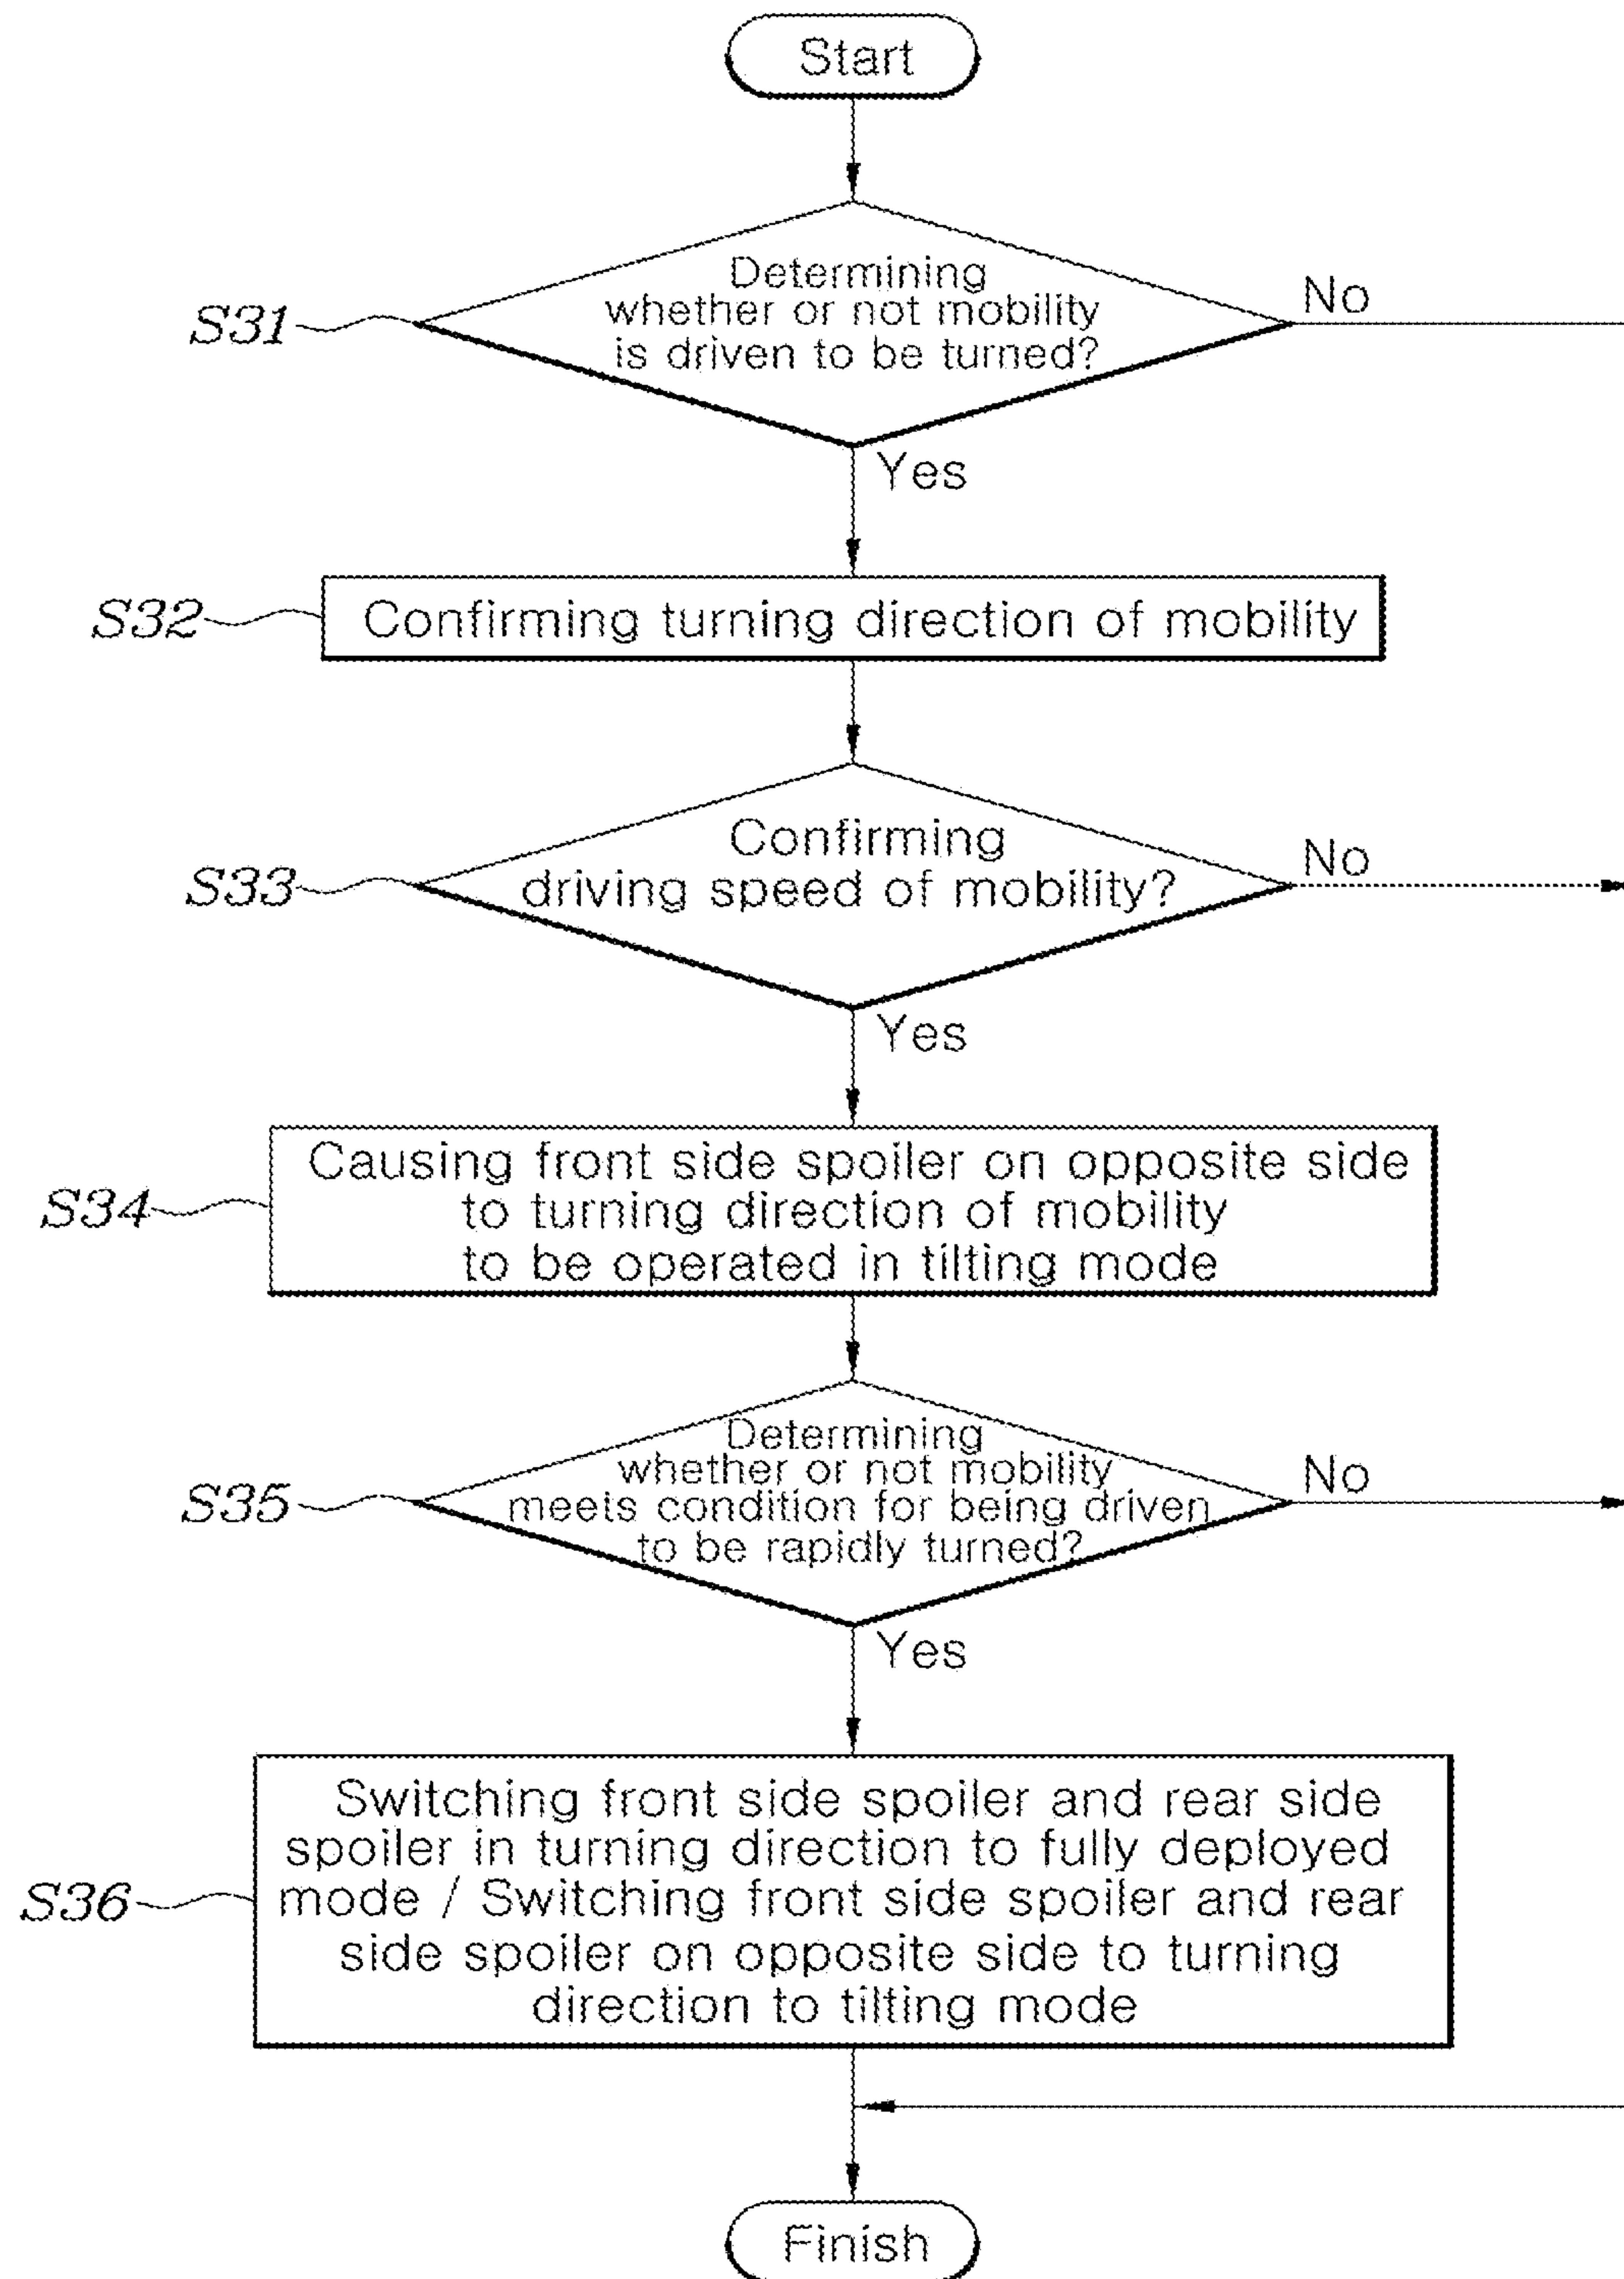 Start
Determining
whether or not mobility
is driven to be turned?
No
S31
Yes
S32
Confirming turning direction of mobility
Confirming
driving speed of mobility?
No
S33
Yes
Causing front side spoiler on opposite side
to turning direction of mobility
to be operated in tilting mode
S34
Determining
whether or not mobility
meets condition for being driven
to be rapidly turned?
No
S35
Yes
Switching front side spoiler and rear side
spoiler in turning direction to fully deployed
mode / Switching front side spoiler and rear
side spoiler on opposite side to turning
direction to tilting mode
S36
Finish